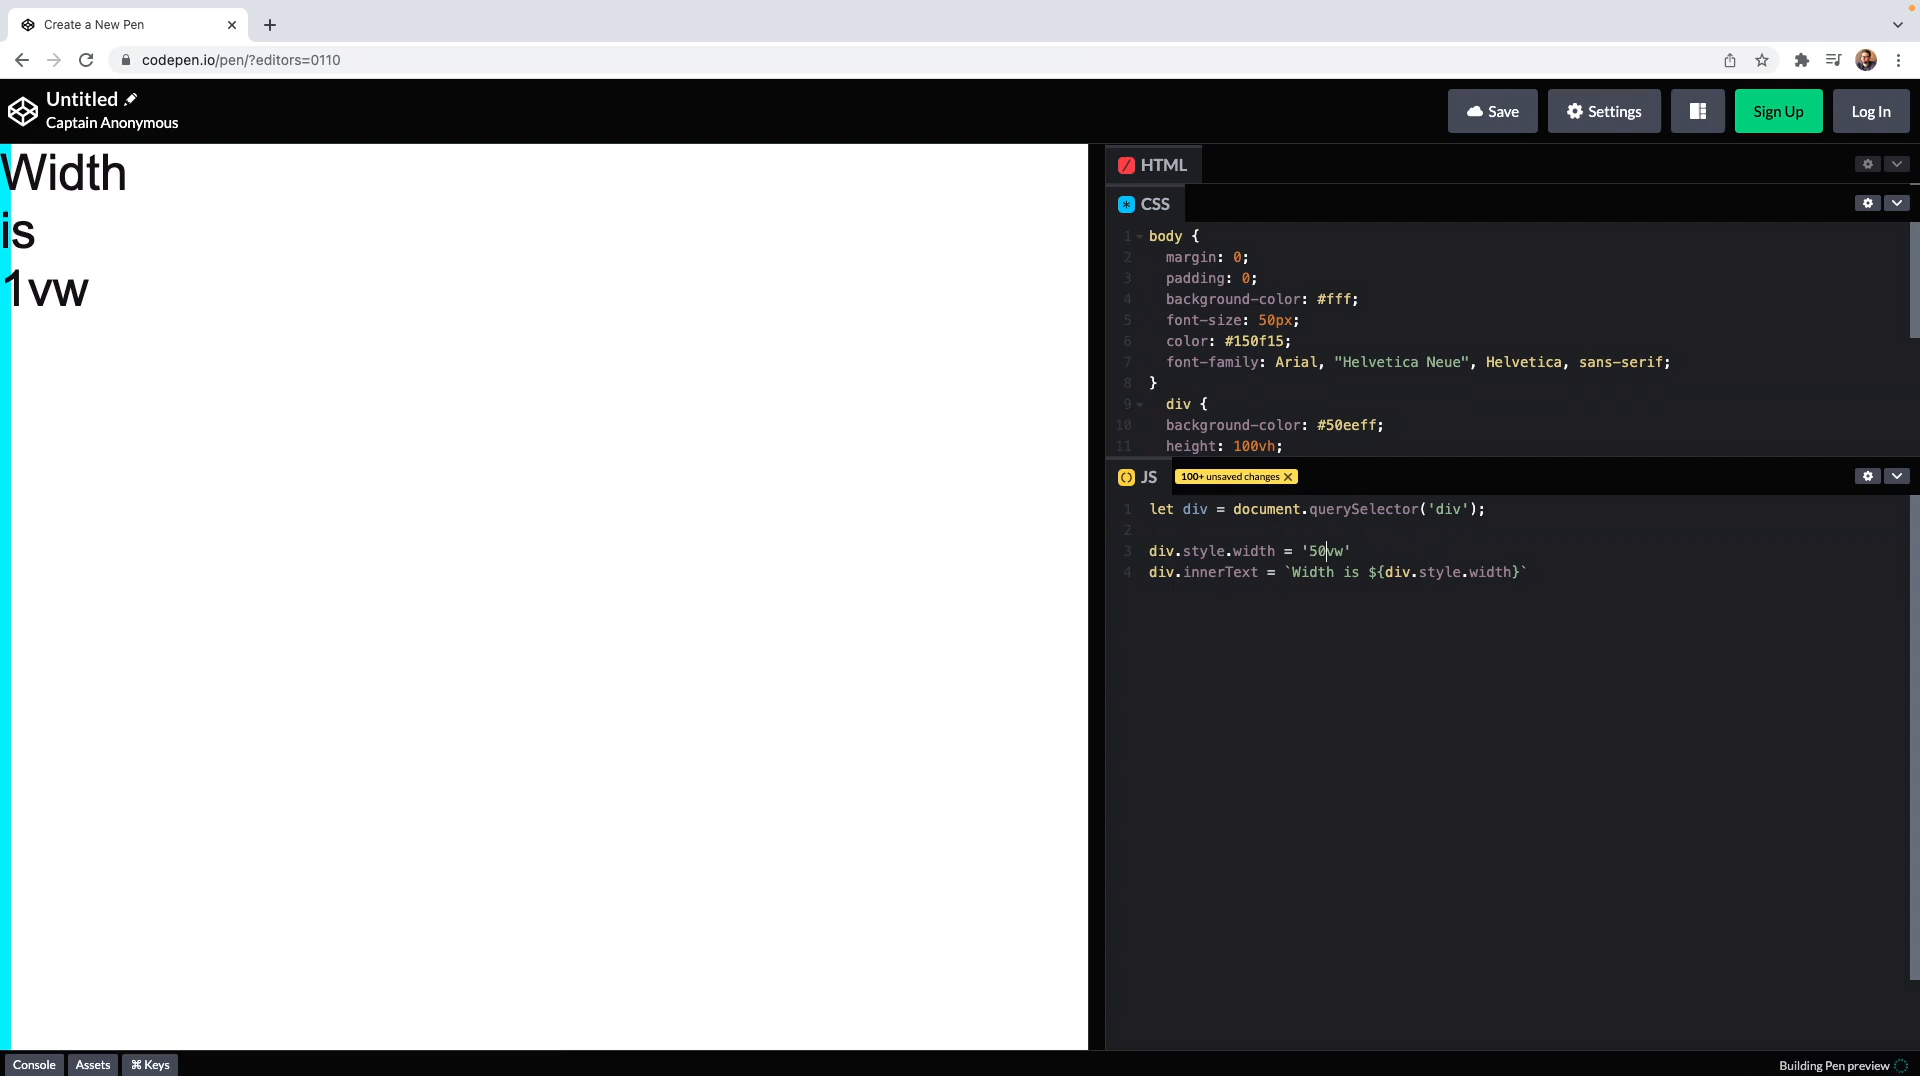 Create a New Pen
codepen.io/pen/?editors=0110
Untitled
Captain Anonymous
Save
Settings
Sign Up
Log In
Width
is
1vw
HTML
CSS
1 body {
2 margin: 0;
3 padding: 0;
4 background-color: #fff;
5 font-size: 50px;
6 color: #150f15;
7 font-family: Arial, "Helvetica Neue", Helvetica, sans-serif;
8 }
9 div {
10 background-color: #50eeff;
11 height: 100vh;
JS 100+ unsaved changes X
1 let div = document.querySelector('div');
2
3 div.style.width = '50vw'
4 div.innerText = `Width is ${div.style.width}`
Console Assets ⌘ Keys
Building Pen preview